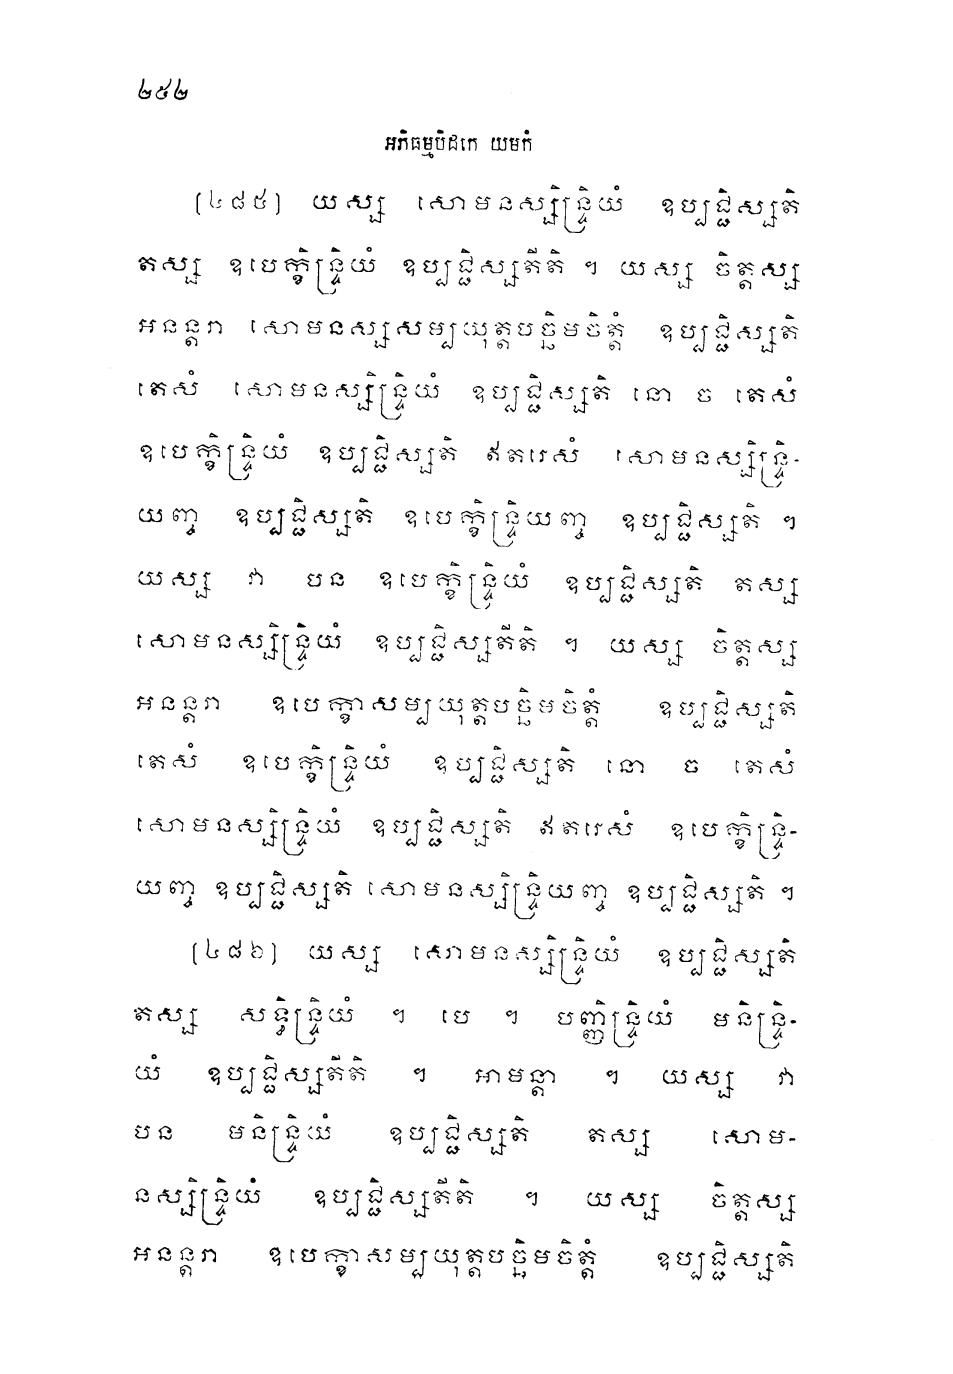 ២៥២
អភិធម្មបិដកេ យមកំ
[៤៨៥] យស្ស សោមនស្សិន្ទ្រិយំ ឧប្បជ្ជិស្សតិ
តស្ស ឧបេក្ខិន្ទ្រិយំ ឧប្បជ្ជិស្សតីតិ ។ យស្ស ចិត្តស្ស
អនន្តរា សោមនស្សសម្បយុត្តបច្ឆិមចិត្តំ ឧប្បជ្ជិស្សតិ
តេសំ សោមនស្សិន្ទ្រិយំ ឧប្បជ្ជិស្សតិ នោ ច តេសំ
ឧបេក្ខិន្ទ្រិយំ ឧប្បជ្ជិស្សតិ ឥតរេសំ សោមនស្សិន្ទ្រិ-
យញ្ច ឧប្បជ្ជិស្សតិ ឧបេក្ខិន្ទ្រិយញ្ច ឧប្បជ្ជិស្សតិ ។
យស្ស វា បន ឧបេក្ខិន្ទ្រិយំ ឧប្បជ្ជិស្សតិ តស្ស
សោមនស្សិន្ទ្រិយំ ឧប្បជ្ជិស្សតីតិ ។ យស្ស ចិត្តស្ស
អនន្តរា ឧបេក្ខាសម្បយុត្តបច្ឆិមចិត្តំ ឧប្បជ្ជិស្សតិ
តេសំ ឧបេក្ខិន្ទ្រិយំ ឧប្បជ្ជិស្សតិ នោ ច តេសំ
សោមនស្សិន្ទ្រិយំ ឧប្បជ្ជិស្សតិ ឥតរេសំ ឧបេក្ខិន្ទ្រិ-
យញ្ច ឧប្បជ្ជិស្សតិ សោមនស្សិន្ទ្រិយញ្ច ឧប្បជ្ជិស្សតិ ។
[៤៨៦] យស្ស សោមនស្សិន្ទ្រិយំ ឧប្បជ្ជិស្សតិ
តស្ស សទ្ធិន្ទ្រិយំ ។ បេ ។ បញ្ញិន្ទ្រិយំ មនិន្ទ្រិ-
យំ ឧប្បជ្ជិស្សតីតិ ។ អាមន្តា ។ យស្ស វា
បន មនិន្ទ្រិយំ ឧប្បជ្ជិស្សតិ តស្ស សោម-
នស្សិន្ទ្រិយំ ឧប្បជ្ជិស្សតីតិ ។ យស្ស ចិត្តស្ស
អនន្តរា ឧបេក្ខាសម្បយុត្តបច្ឆិមចិត្តំ ឧប្បជ្ជិស្សតិ